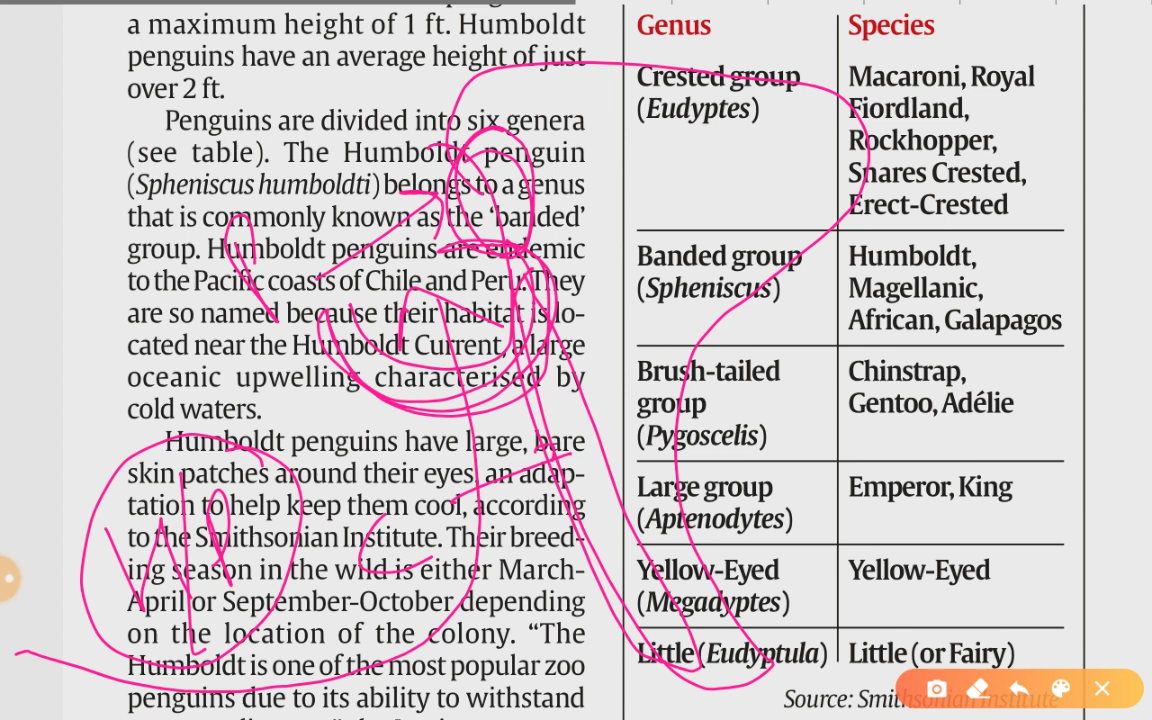 a maximum height of 1 ft. Humboldt
penguins have an average height of just
over 2 ft.
Penguins are divided into six genera
(see table). The Humboldt penguin
(Spheniscus humboldti) belongs to a genus
that is commonly known as the ‘banded’
group. Humboldt penguins are endemic
to the Pacific coasts of Chile and Peru. They
are so named because their habitat is lo-
cated near the Humboldt Current, a large
oceanic upwelling characterised by
cold waters.
Humboldt penguins have large, bare
skin patches around their eyes, an adap-
tation to help keep them cool, according
to the Smithsonian Institute. Their breed-
ing season in the wild is either March-
April or September-October depending
on the location of the colony. “The
Humboldt is one of the most popular zoo
penguins due to its ability to withstand
Genus Species
Crested group Macaroni, Royal
(Eudyptes) Fiordland,
Rockhopper,
Snares Crested,
Erect-Crested
Banded group Humboldt,
(Spheniscus) Magellanic,
African, Galapagos
Brush-tailed Chinstrap,
group Gentoo, Adélie
(Pygoscelis)
Large group Emperor, King
(Aptenodytes)
Yellow-Eyed Yellow-Eyed
(Megadyptes)
Little (Eudyptula) Little (or Fairy)
Source: Smithsonian Institute